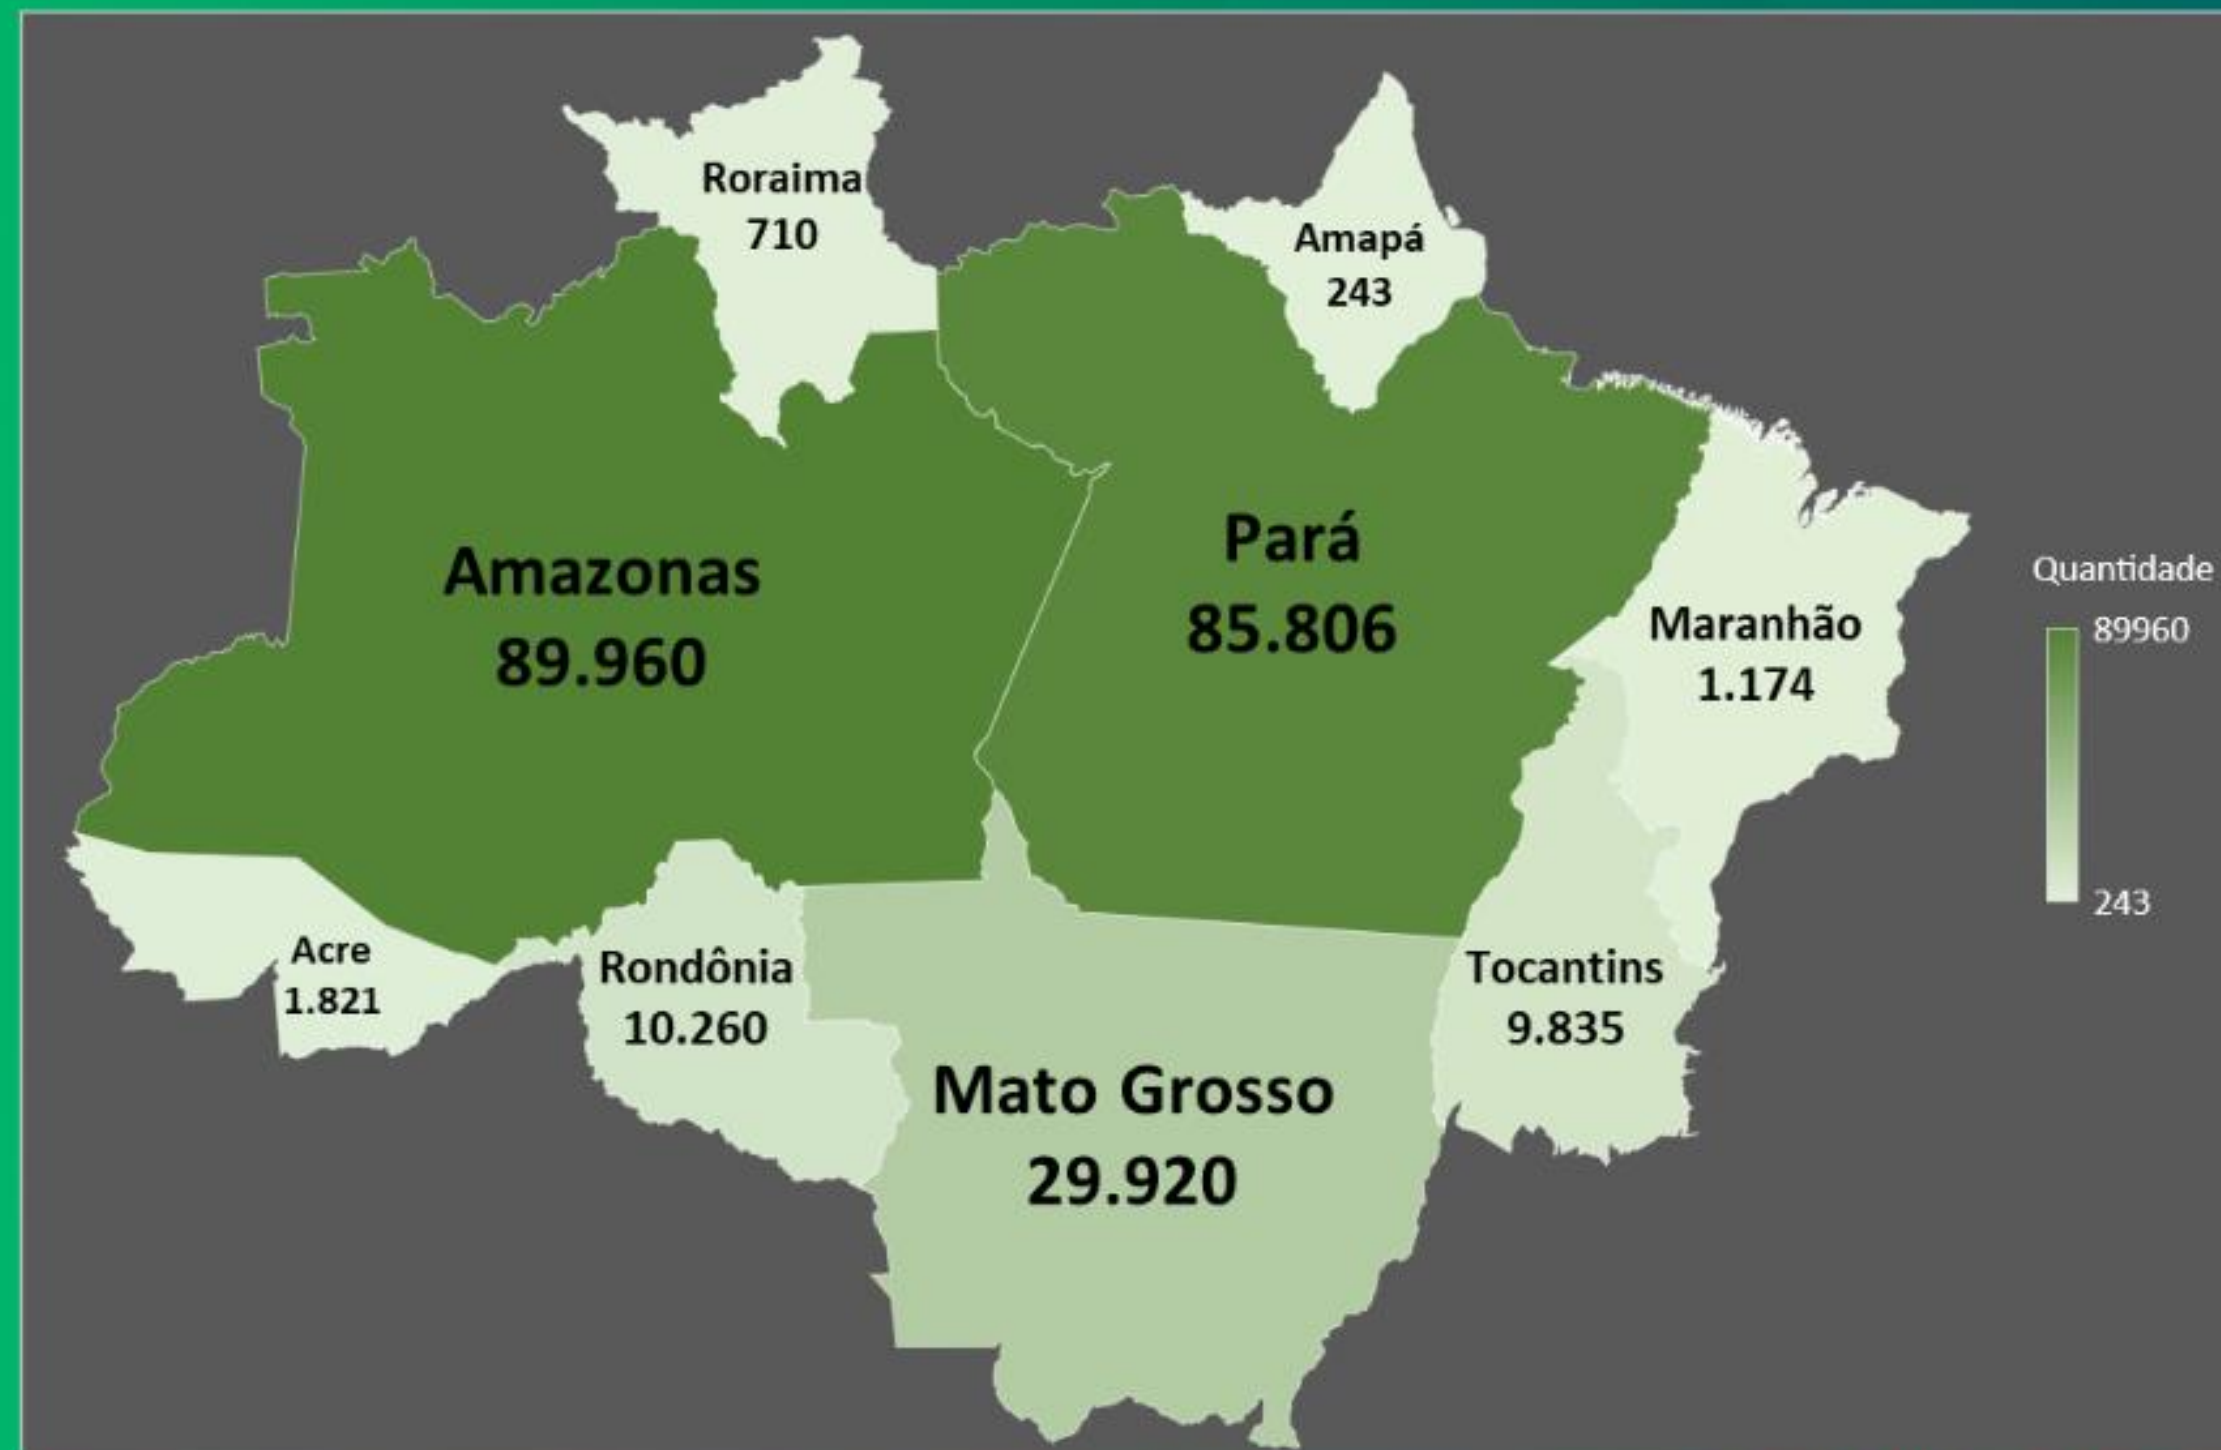 Roraima
710
Amapá
243
Amazonas
89.960
Pará
85.806
Maranhão
1.174
Quantidade
89960
243
Acre
1.821
Rondônia
10.260
Tocantins
9.835
Mato Grosso
29.920